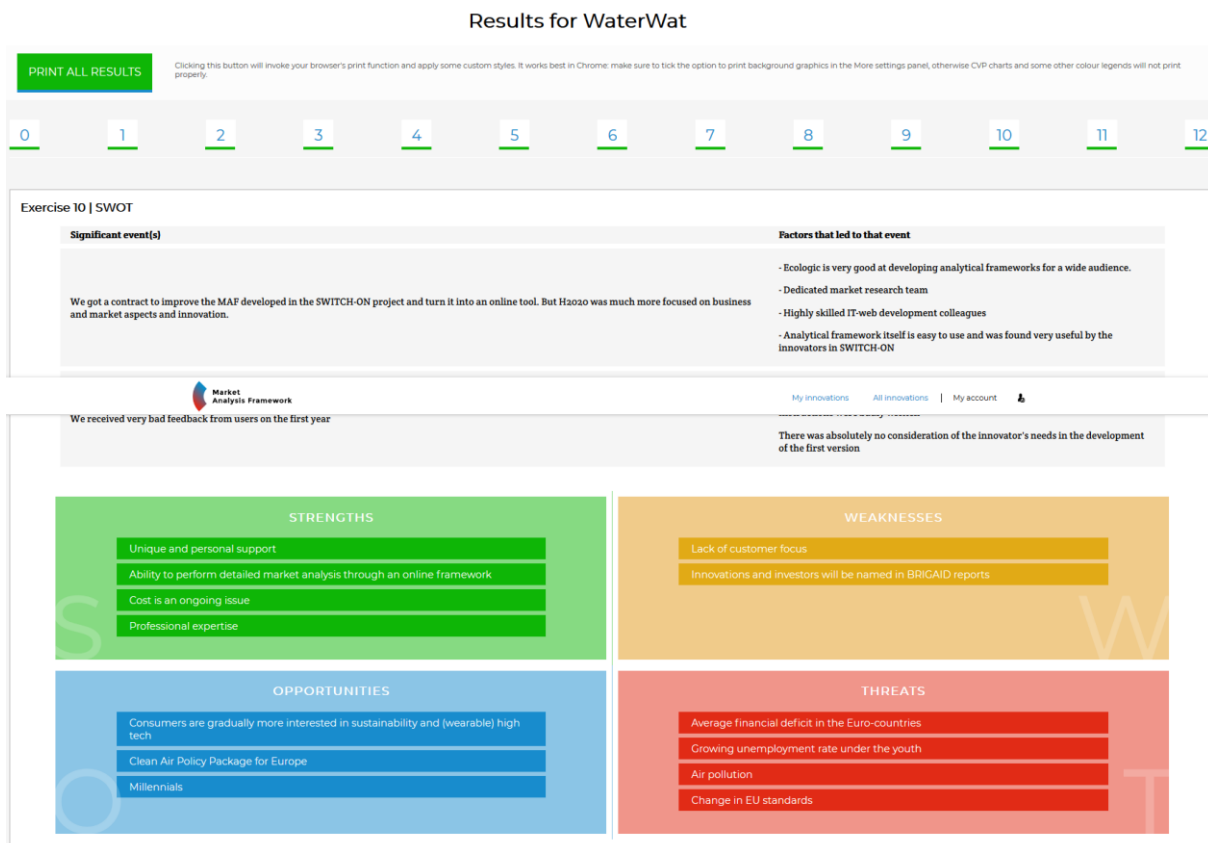 Results for WaterWat
PRINT ALL RESULTS
Clicking this button will invoke your browser's print function and apply some custom styles. It works best in Chrome: make sure to tick the option to print background graphics in the More settings panel, otherwise CVP charts and some other colour legends will not print
properly.
0 1 2 3 4 5 6 7 8 9 10 11 12
Exercise 10 | SWOT
Significant event(s)
Factors that led to that event
We got a contract to improve the MAF developed in the SWITCH-ON project and turn it into an online tool. But H2020 was much more focused on business
and market aspects and innovation.
- Ecologic is very good at developing analytical frameworks for a wide audience.
- Dedicated market research team
- Highly skilled IT-web development colleagues
- Analytical framework itself is easy to use and was found very useful by the
innovators in SWITCH-ON
Market
Analysis Framework
My innovations All innovations | My account
We received very bad feedback from users on the first year
There was absolutely no consideration of the innovator's needs in the development
of the first version
STRENGTHS
Unique and personal support
Ability to perform detailed market analysis through an online framework
Cost is an ongoing issue
Professional expertise
S
WEAKNESSES
Lack of customer focus
Innovations and investors will be named in BRIGAID reports
W
OPPORTUNITIES
Consumers are gradually more interested in sustainability and (wearable) high
tech
Clean Air Policy Package for Europe
Millennials
O
THREATS
Average financial deficit in the Euro-countries
Growing unemployment rate under the youth
Air pollution
Change in EU standards
T